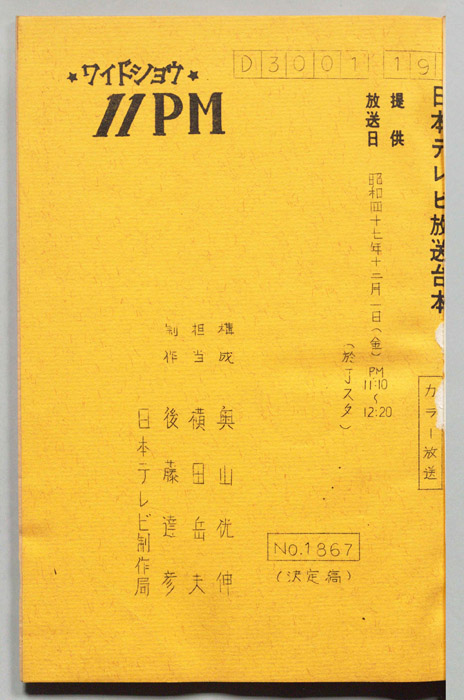 日本テレビ放送台本
カラー放送
D300119
提供
放送日 昭和四十七年十二月一日(金)PM11:10~12:20
(於Jスタ)
★ワイドショウ★
11PM
構成 奥山侊伸
担当 横田岳夫
制作 後藤達彦
日本テレビ制作局
No.1867
(決定稿)